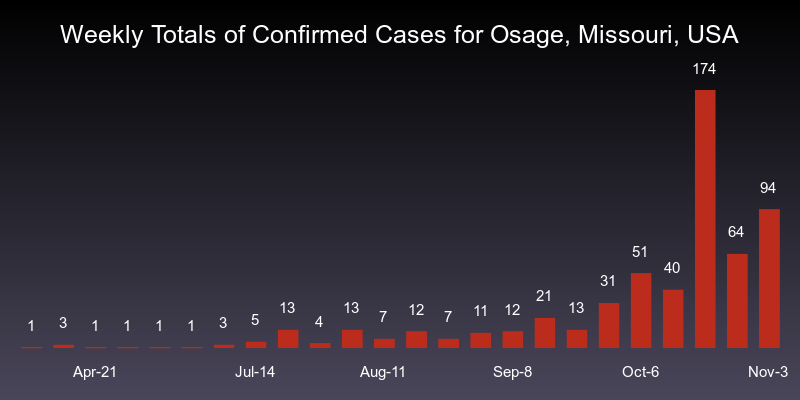 Weekly Totals of Confirmed Cases for Osage, Missouri, USA
1 3 1 1 1 1 3 5 13 4 13 7 12 7 11 12 21 13 31 51 40 174 64 94
Apr-21 Jul-14 Aug-11 Sep-8 Oct-6 Nov-3